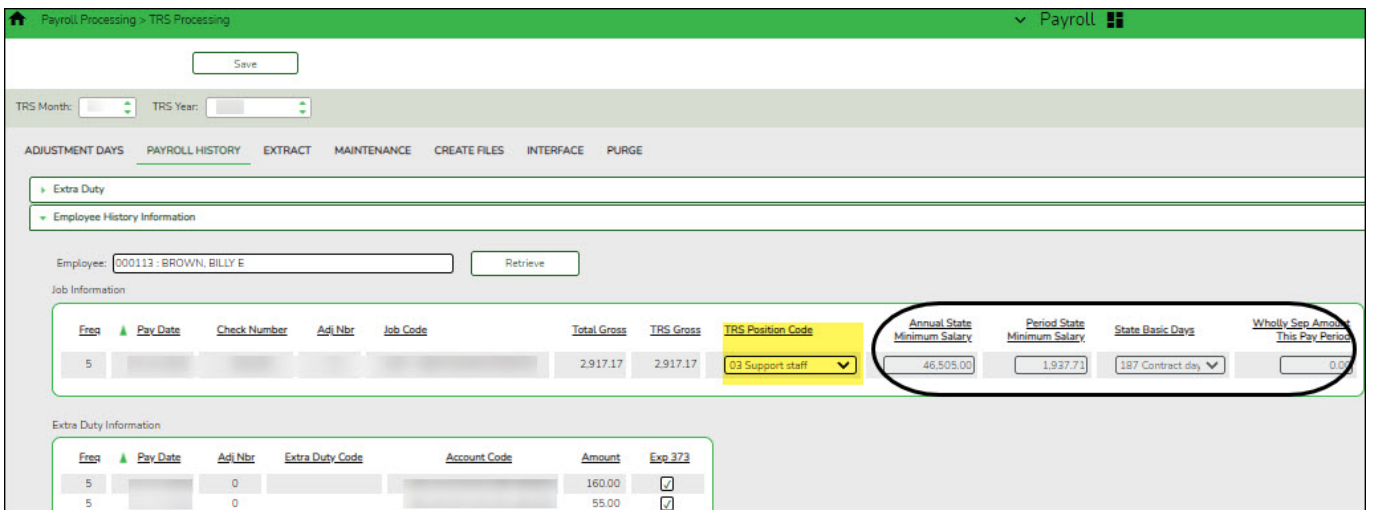 Payroll Processing > TRS Processing Payroll
Save
TRS Month: TRS Year:
ADJUSTMENT DAYS PAYROLL HISTORY EXTRACT MAINTENANCE CREATE FILES INTERFACE PURGE
Extra Duty
Employee History Information
Employee: 000113 : BROWN, BILLY E Retrieve
Job Information
Freq Pay Date Check Number Adj Nbr Job Code Total Gross TRS Gross TRS Position Code Annual State Minimum Salary Period State Minimum Salary State Basic Days Wholly Sep Amount This Pay Period
5 2,917.17 2,917.17 03 Support staff 46,505.00 1,937.71 187 Contract day 0.00
Extra Duty Information
Freq Pay Date Adj Nbr Extra Duty Code Account Code Amount Exp 373
5 0 160.00
5 0 55.00